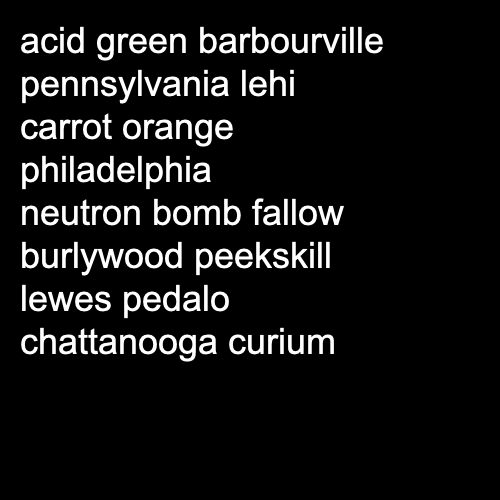 acid green barbourville
pennsylvania lehi
carrot orange
philadelphia
neutron bomb fallow
burlywood peekskill
lewes pedalo
chattanooga curium